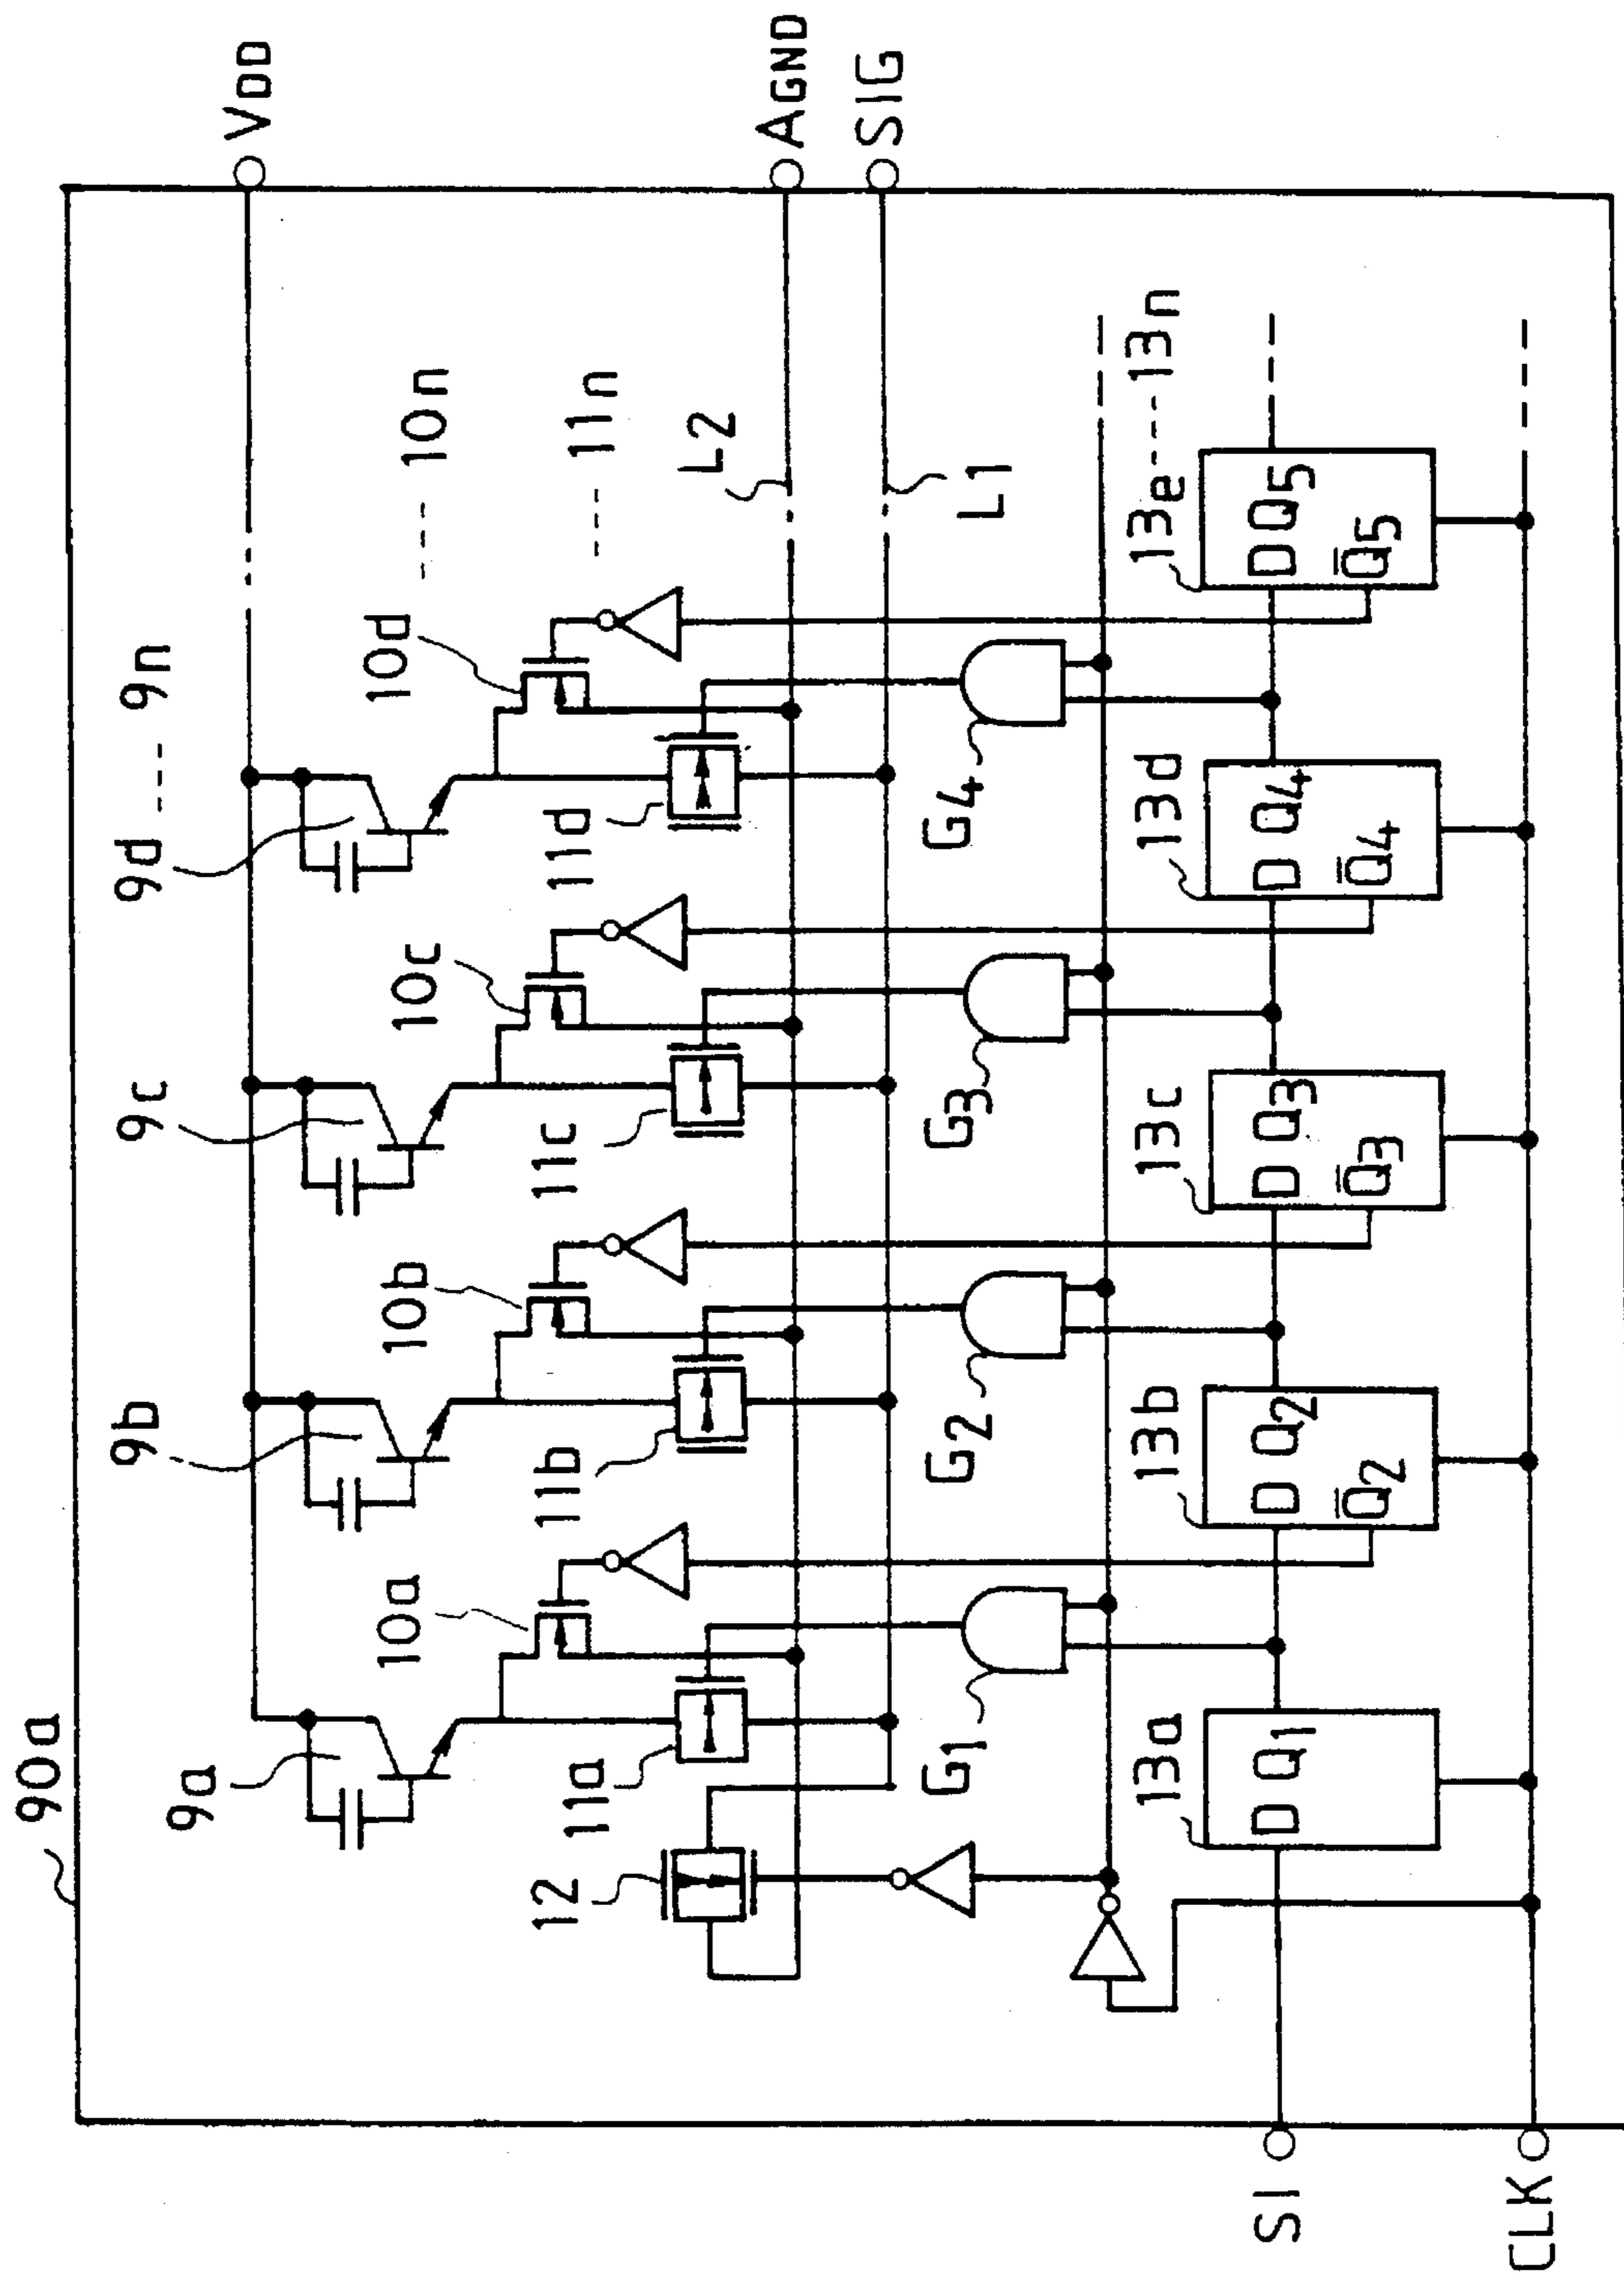 90a
VDD
AGND
SIG
9a
9b
9c
9d --- 9n
10a
10b
10c
10d --- 10n
11a
11b
11c
11d --- 11n
12
L2
L1
G1
G2
G3
G4
13a
13b
13c
13d
13e---13n
D Q1
D Q2
Q̅2
D Q3
Q̅3
D Q4
Q̅4
D Q5
Q̅5
SI
CLK